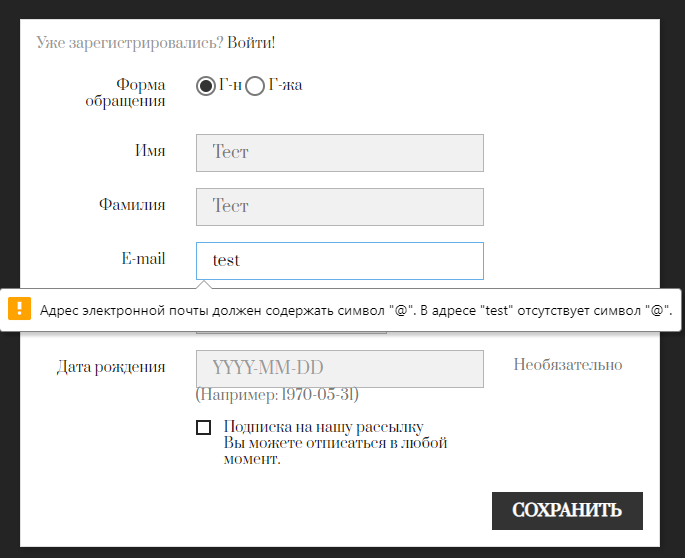 Уже зарегистрировались? Войти!
Форма
обращения
Г-н Г-жа
Имя
Тест
Фамилия
Тест
E-mail
test
Адрес электронной почты должен содержать символ "@". В адресе "test" отсутствует символ "@".
Дата рождения
YYYY-MM-DD
Необязательно
(Например: 1970-05-31)
Подписка на нашу рассылку
Вы можете отписаться в любой
момент.
СОХРАНИТЬ